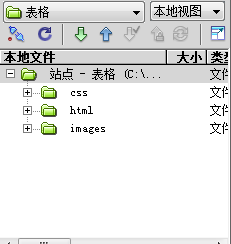 表格 本地视图
本地文件 大小 类型
站点 - 表格 (C:\...  文件
css 文件
html 文件
images 文件